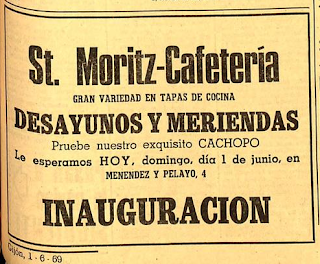 St. Moritz-Cafetería
GRAN VARIEDAD EN TAPAS DE COCINA
DESAYUNOS Y MERIENDAS
Pruebe nuestro exquisito CACHOPO
Le esperamos HOY, domingo, día 1 de junio, en
MENENDEZ Y PELAYO, 4
INAUGURACION
Gijón, 1-6-69